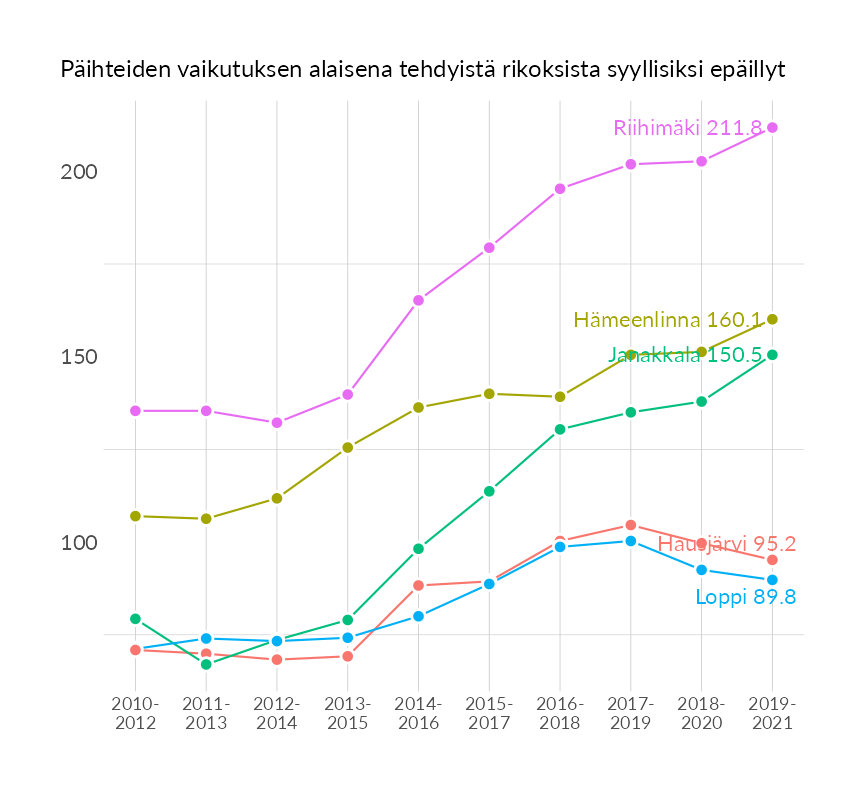 Päihteiden vaikutuksen alaisena tehdyistä rikoksista syyllisiksi epäillyt
Riihimäki 211.8
200
Hämeenlinna 160.1
Janakkala 150.5
150
100
Hausjärvi 95.2
Loppi 89.8
2010- 2011- 2012- 2013- 2014- 2015- 2016- 2017- 2018- 2019-
2012 2013 2014 2015 2016 2017 2018 2019 2020 2021